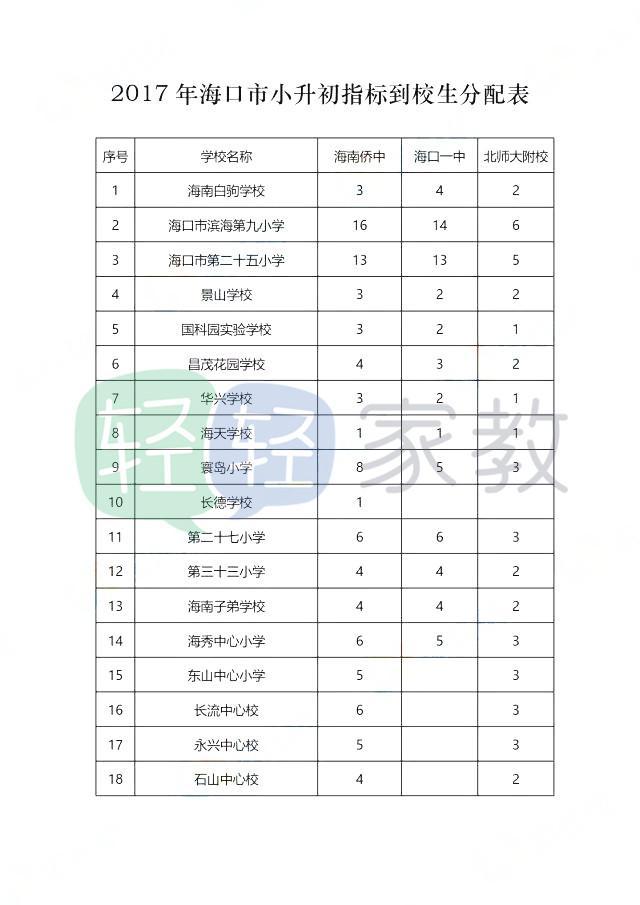 2017 年海口市小升初指标到校生分配表
序号 学校名称 海南侨中 海口一中 北师大附校
1 海南白驹学校 3 4 2
2 海口市滨海第九小学 16 14 6
3 海口市第二十五小学 13 13 5
4 景山学校 3 2 2
5 国科园实验学校 3 2 1
6 昌茂花园学校 4 3 2
7 华兴学校 3 2 1
8 海天学校 1 1 1
9 寰岛小学 8 5 3
10 长德学校 1
11 第二十七小学 6 6 3
12 第三十三小学 4 4 2
13 海南子弟学校 4 4 2
14 海秀中心小学 6 5 3
15 东山中心小学 5 3
16 长流中心校 6 3
17 永兴中心校 5 3
18 石山中心校 4 2
轻轻家教